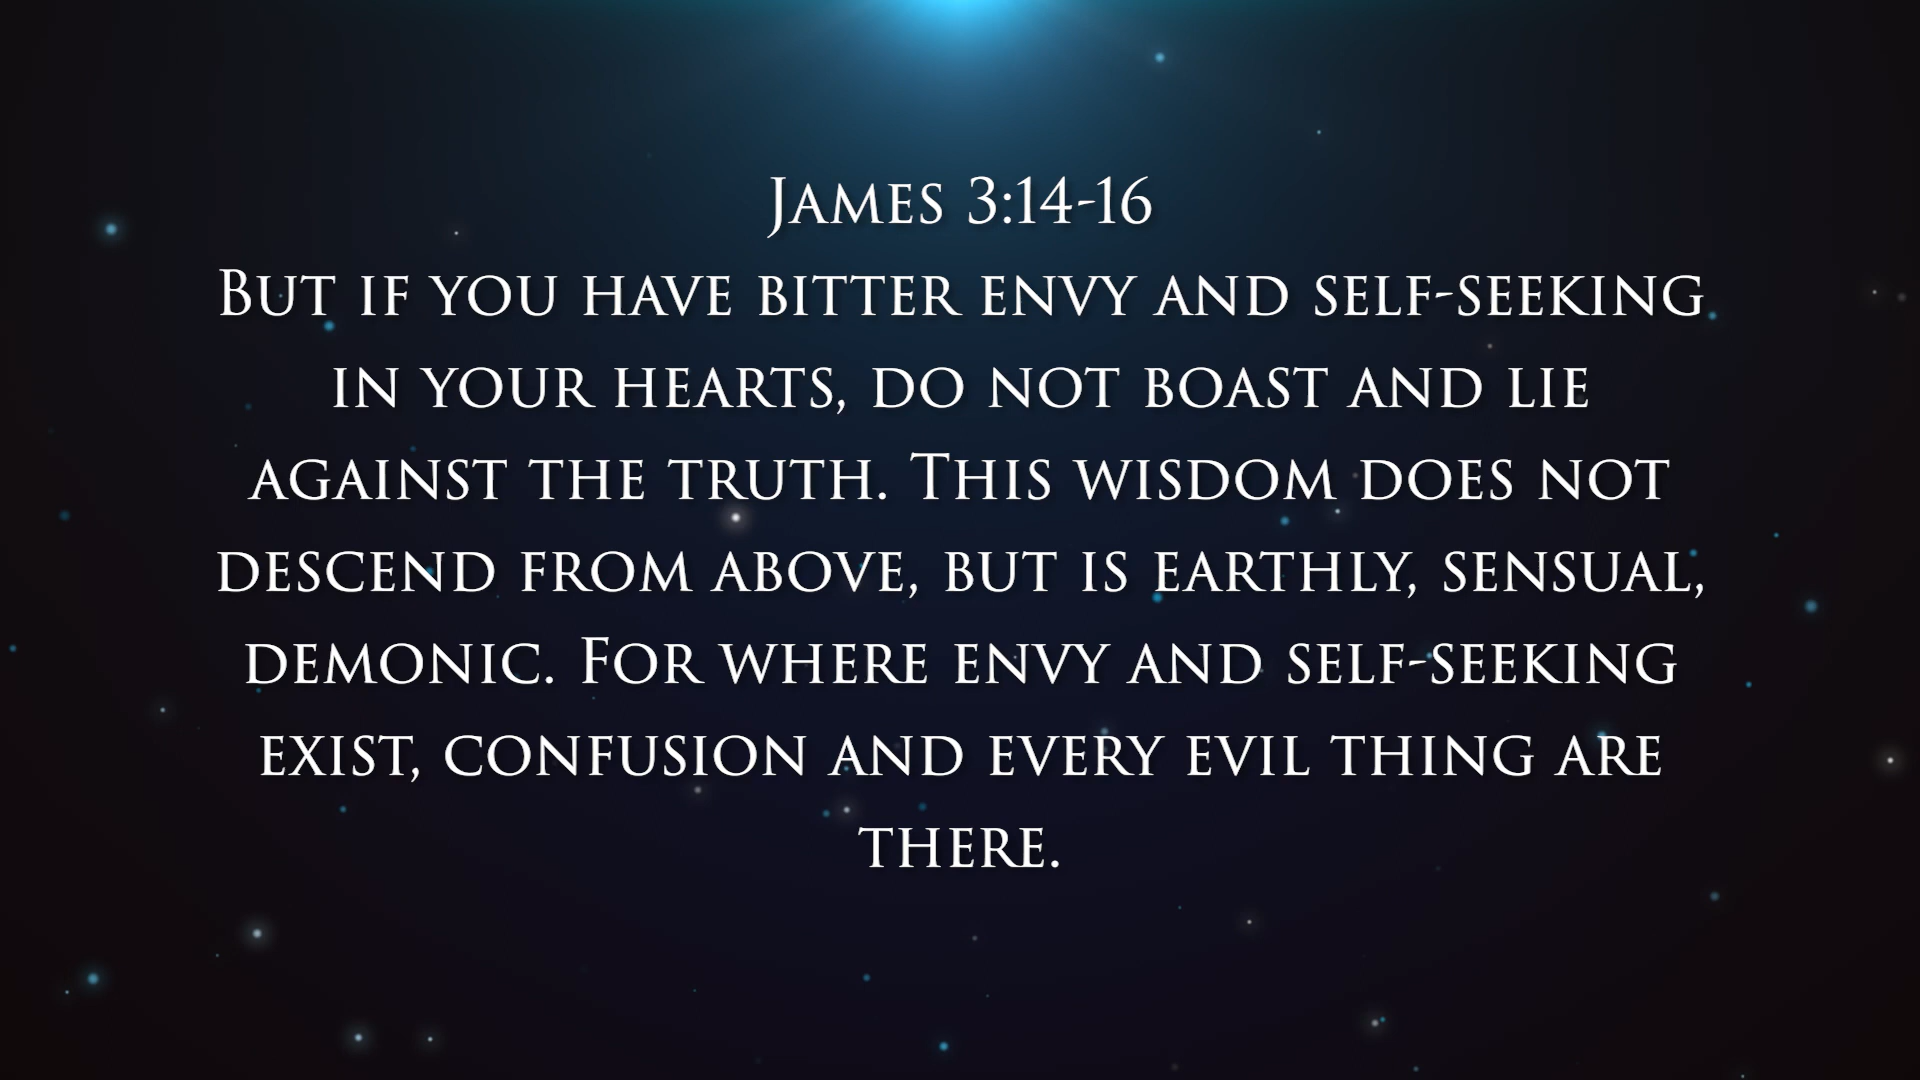 James 3:14-16
But if you have bitter envy and self-seeking
in your hearts, do not boast and lie
against the truth. This wisdom does not
descend from above, but is earthly, sensual,
demonic. For where envy and self-seeking
exist, confusion and every evil thing are
there.